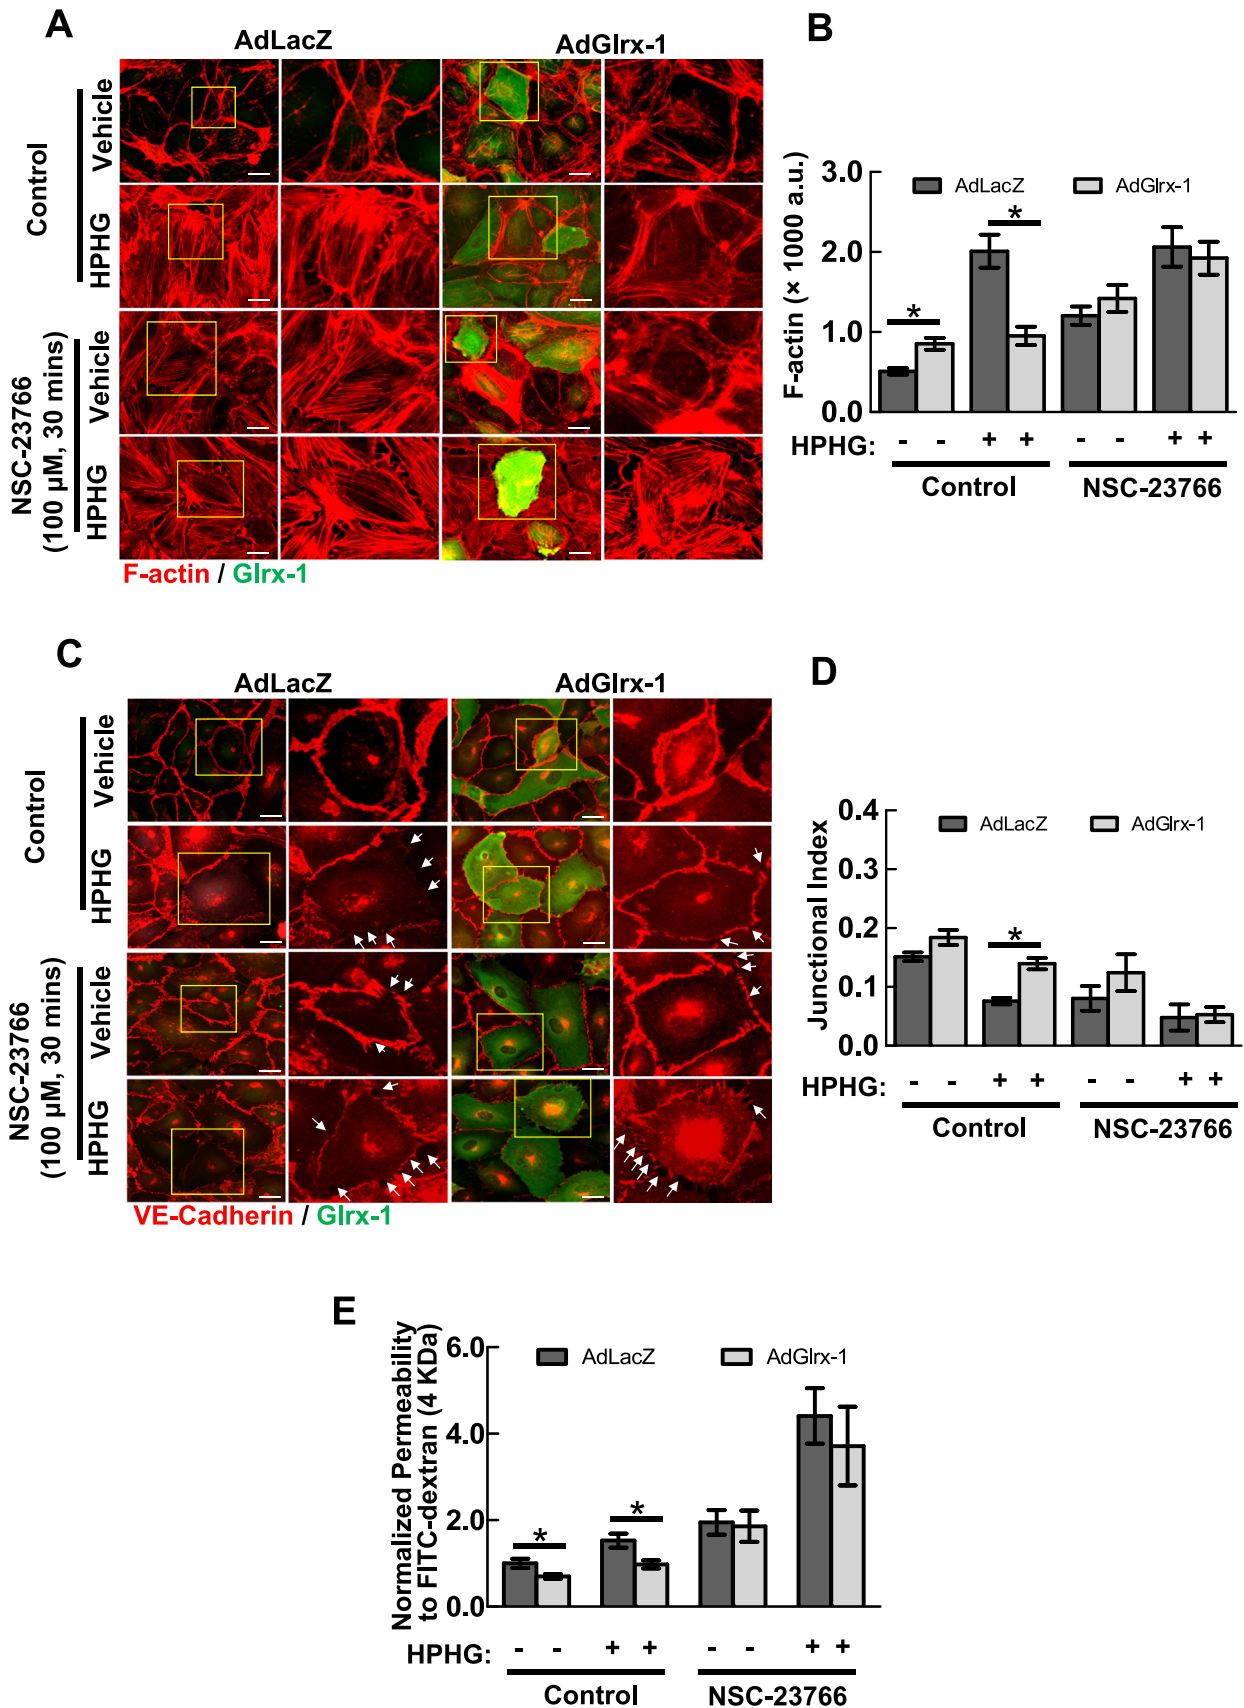 A
AdLacZ
AdGlrx-1
Control
Vehicle
HPHG
NSC-23766
(100 µM, 30 mins)
Vehicle
HPHG
F-actin / Glrx-1
B
F-actin (× 1000 a.u.)
3.0
2.0
1.0
0.0
AdLacZ
AdGlrx-1
*
*
HPHG: - - + + - - + +
Control
NSC-23766
C
AdLacZ
AdGlrx-1
Control
Vehicle
HPHG
NSC-23766
(100 µM, 30 mins)
Vehicle
HPHG
VE-Cadherin / Glrx-1
D
Junctional Index
0.4
0.3
0.2
0.1
0.0
AdLacZ
AdGlrx-1
*
HPHG: - - + + - - + +
Control
NSC-23766
E
Normalized Permeability
to FITC-dextran (4 KDa)
6.0
4.0
2.0
0.0
AdLacZ
AdGlrx-1
*
*
HPHG: - - + + - - + +
Control
NSC-23766